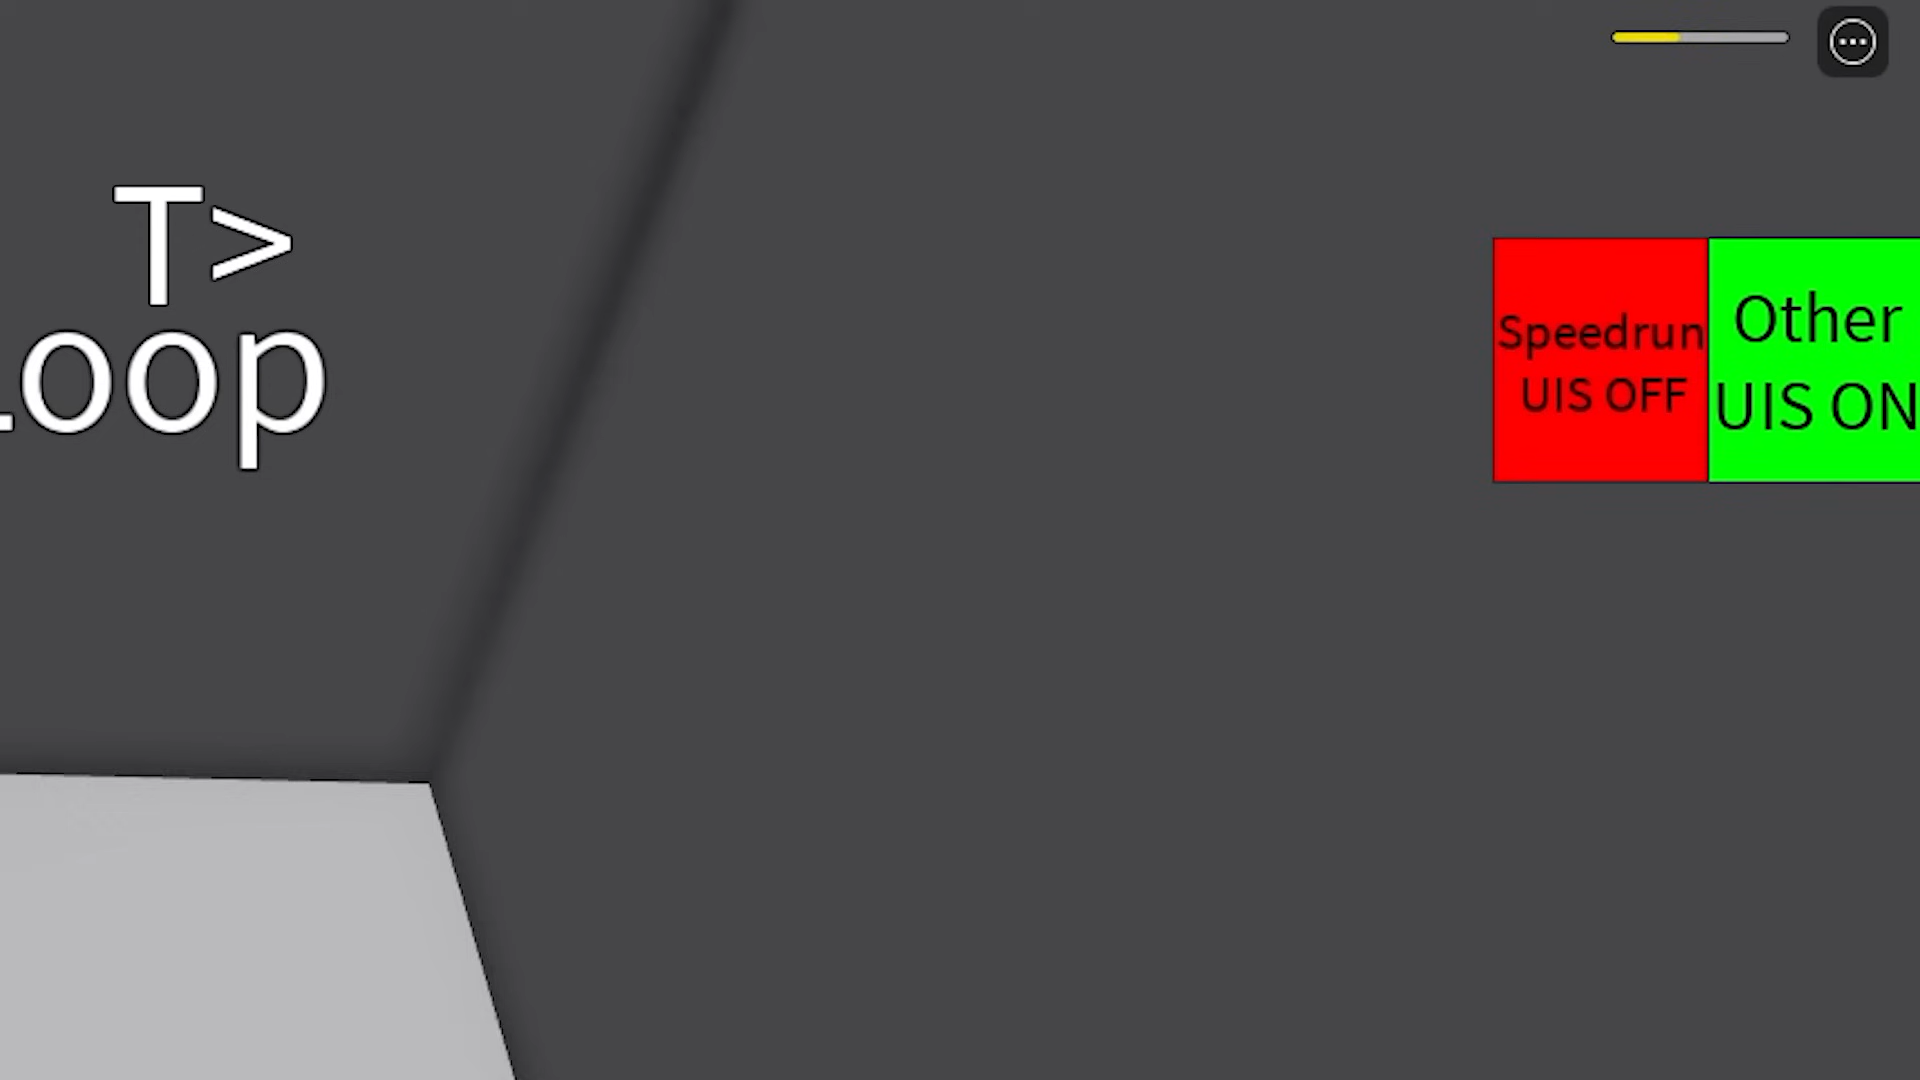 T>
oop
Speedrun
UIS OFF
Other
UIS ON